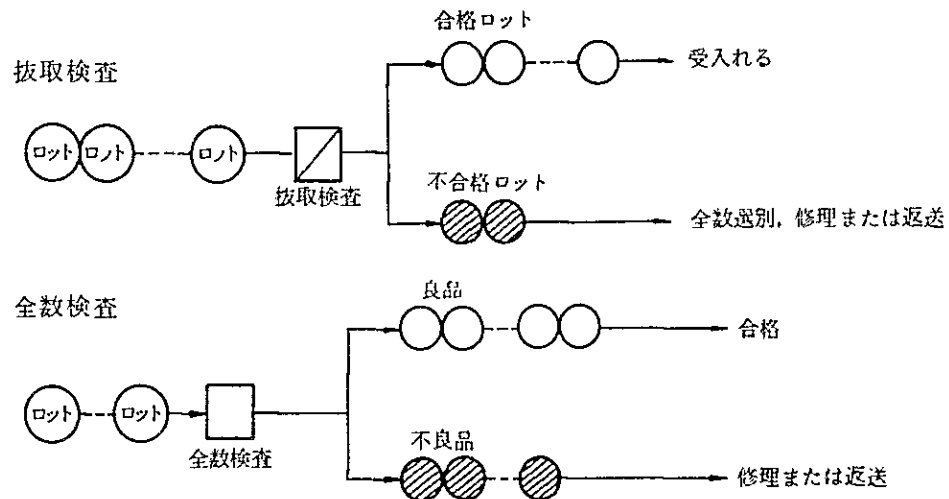 合格ロット
抜取検査
受入れる
ロット ロット ロット
抜取検査
不合格ロット
全数選別,修理または返送
全数検査
良品
合格
ロット ロット
全数検査
不良品
修理または返送